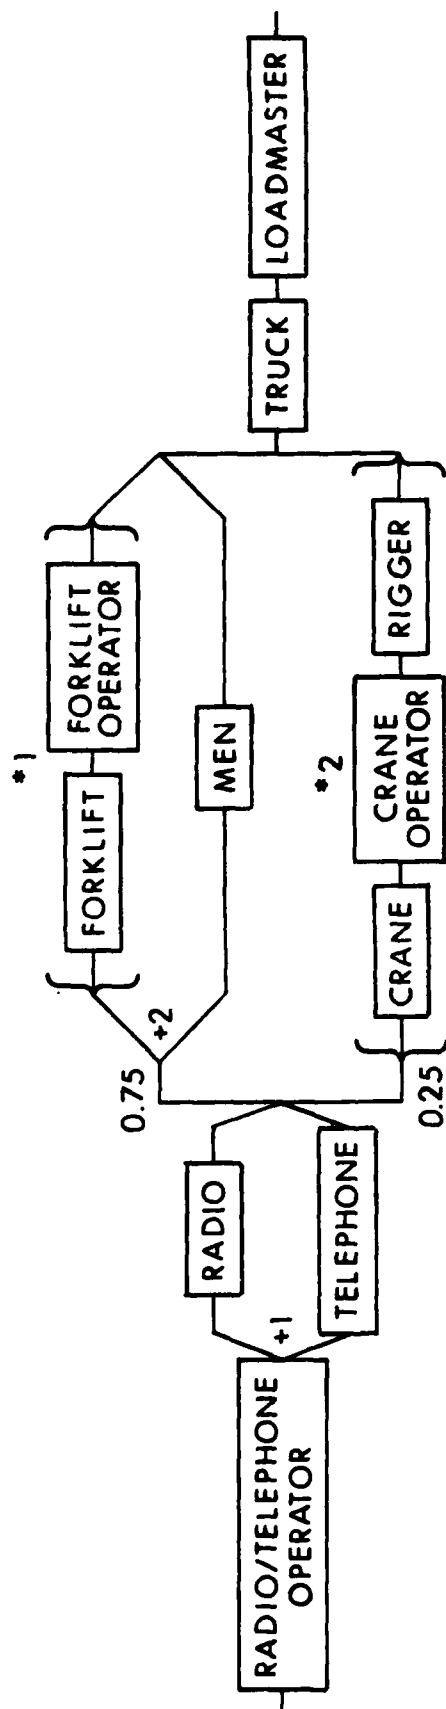 RADIO/TELEPHONE
OPERATOR
+1
RADIO
TELEPHONE
0.75
+2
*1
FORKLIFT
FORKLIFT
OPERATOR
MEN
0.25
*2
CRANE
CRANE
OPERATOR
RIGGER
TRUCK
LOADMASTER